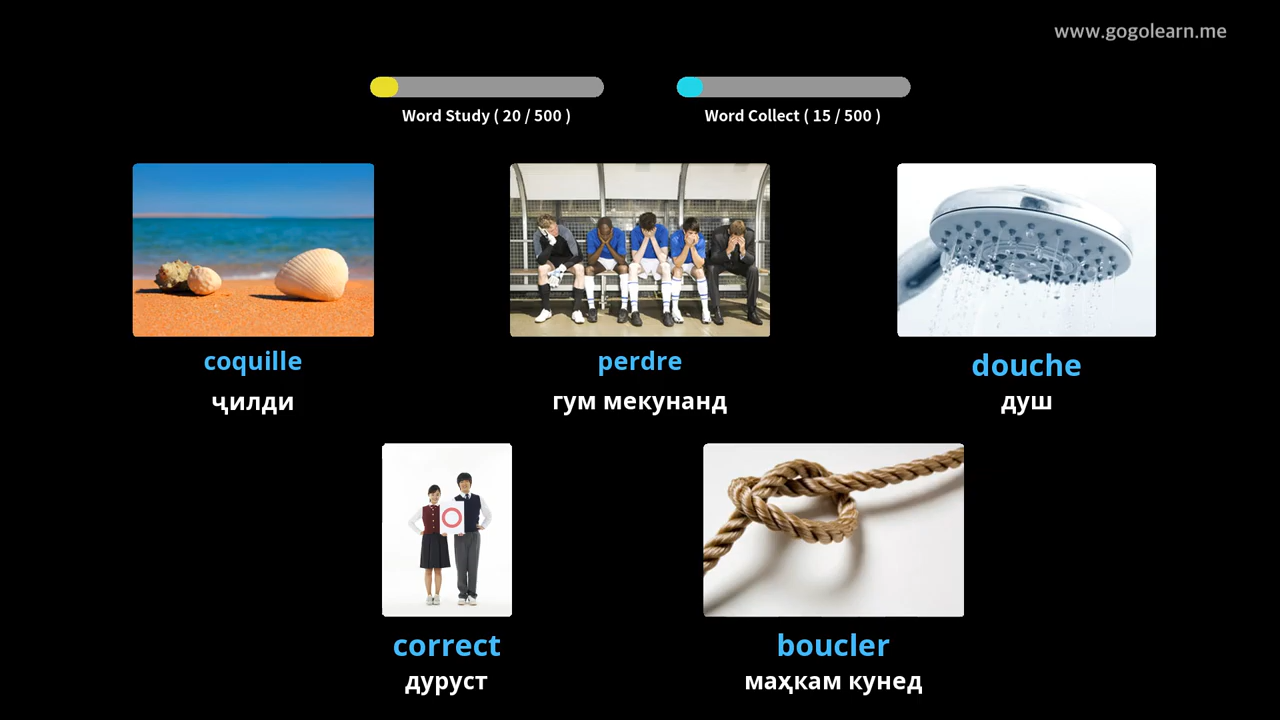 www.gogolearn.me
Word Study ( 20 / 500 )
Word Collect ( 15 / 500 )
coquille
perdre
douche
ҷилди
гум мекунанд
душ
correct
boucler
дуруст
маҳкам кунед